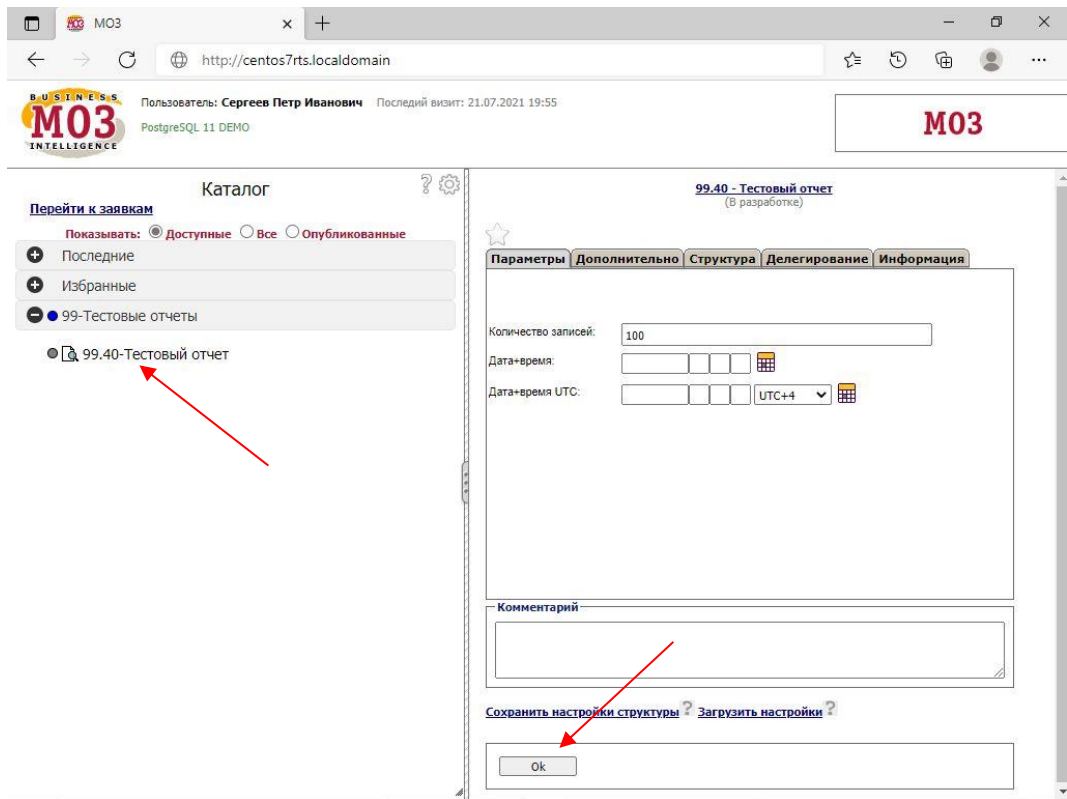 МОЗ
http://centos7rts.localdomain
BUSINESS
МОЗ
INTELLIGENCE
Пользователь: Сергеев Петр Иванович Последий визит: 21.07.2021 19:55
PostgreSQL 11 DEMO
МОЗ
Каталог
Перейти к заявкам
Показывать: Доступные Все Опубликованные
Последние
Избранные
99-Тестовые отчеты
99.40-Тестовый отчет
99.40 - Тестовый отчет
(В разработке)
Параметры Дополнительно Структура Делегирование Информация
Количество записей: 100
Дата+время:
Дата+время UTC: UTC+4
Комментарий
Сохранить настройки структуры ? Загрузить настройки ?
Ok